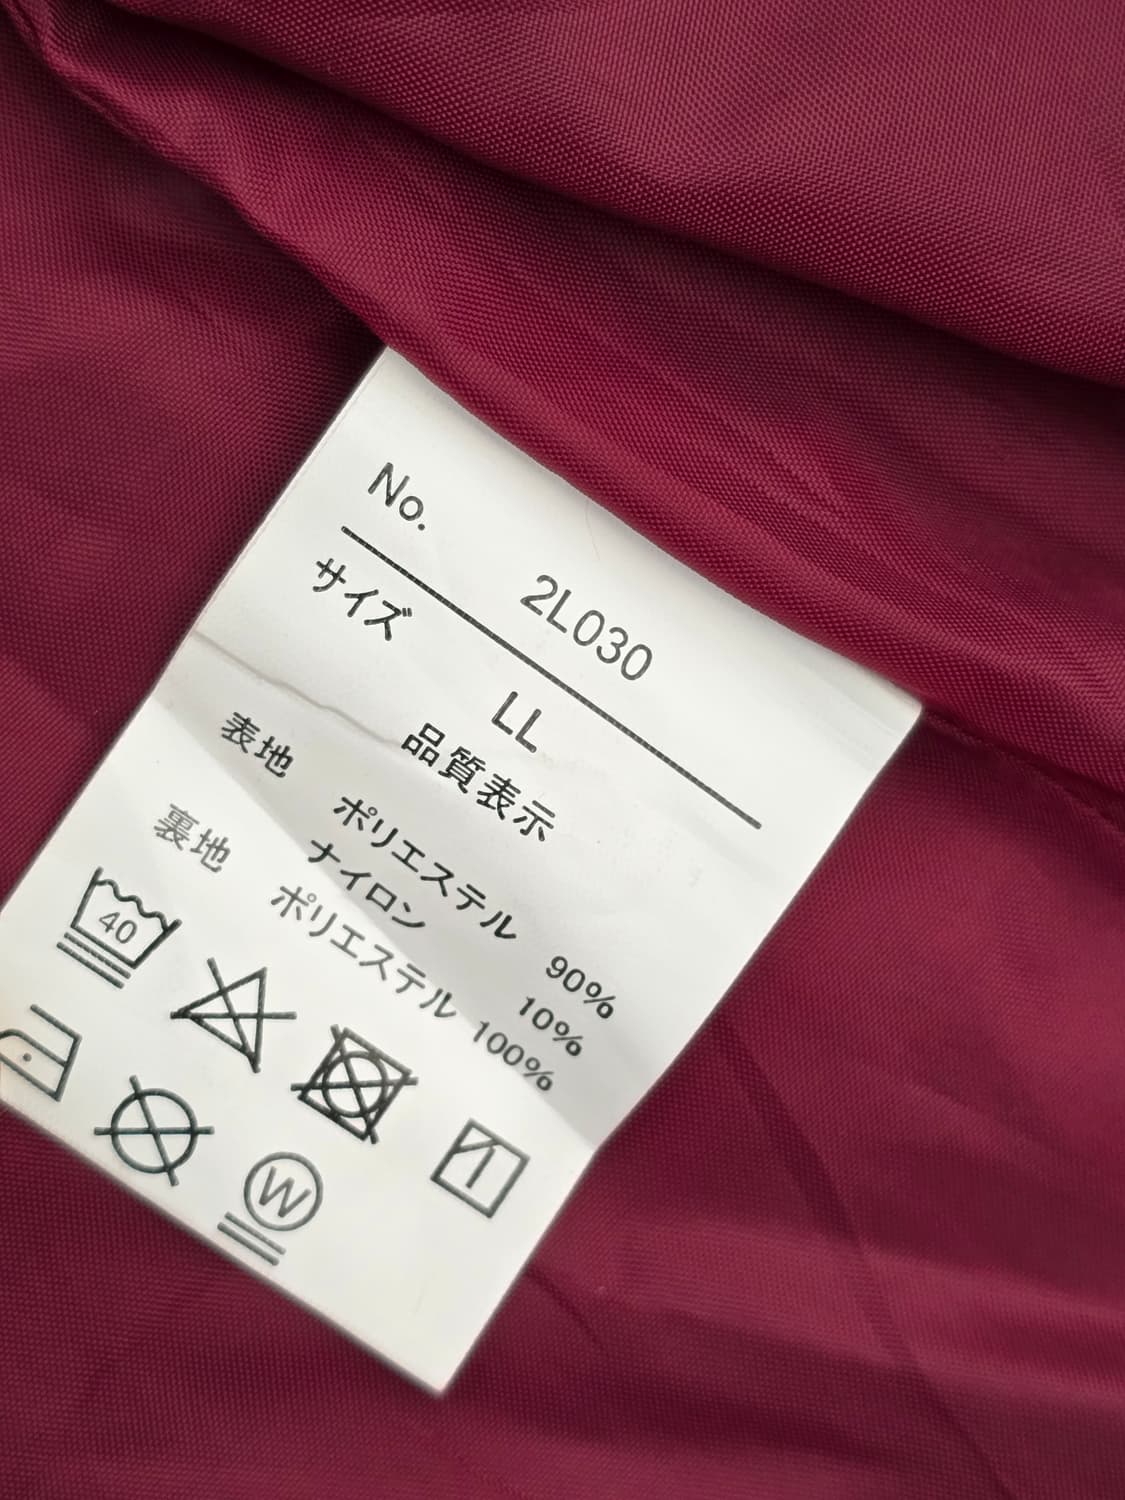 No. 2L030
サイズ LL
品質表示
表地 ポリエステル 90%
ナイロン 10%
裏地 ポリエステル 100%
40
W